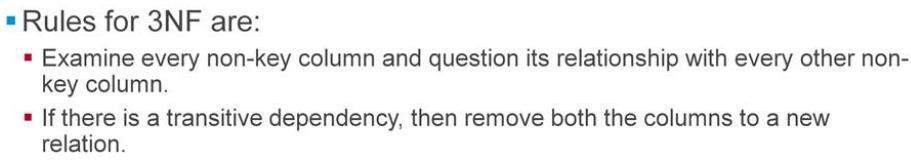 Rules for 3NF are:
Examine every non-key column and question its relationship with every other non-
key column.
If there is a transitive dependency, then remove both the columns to a new
relation.